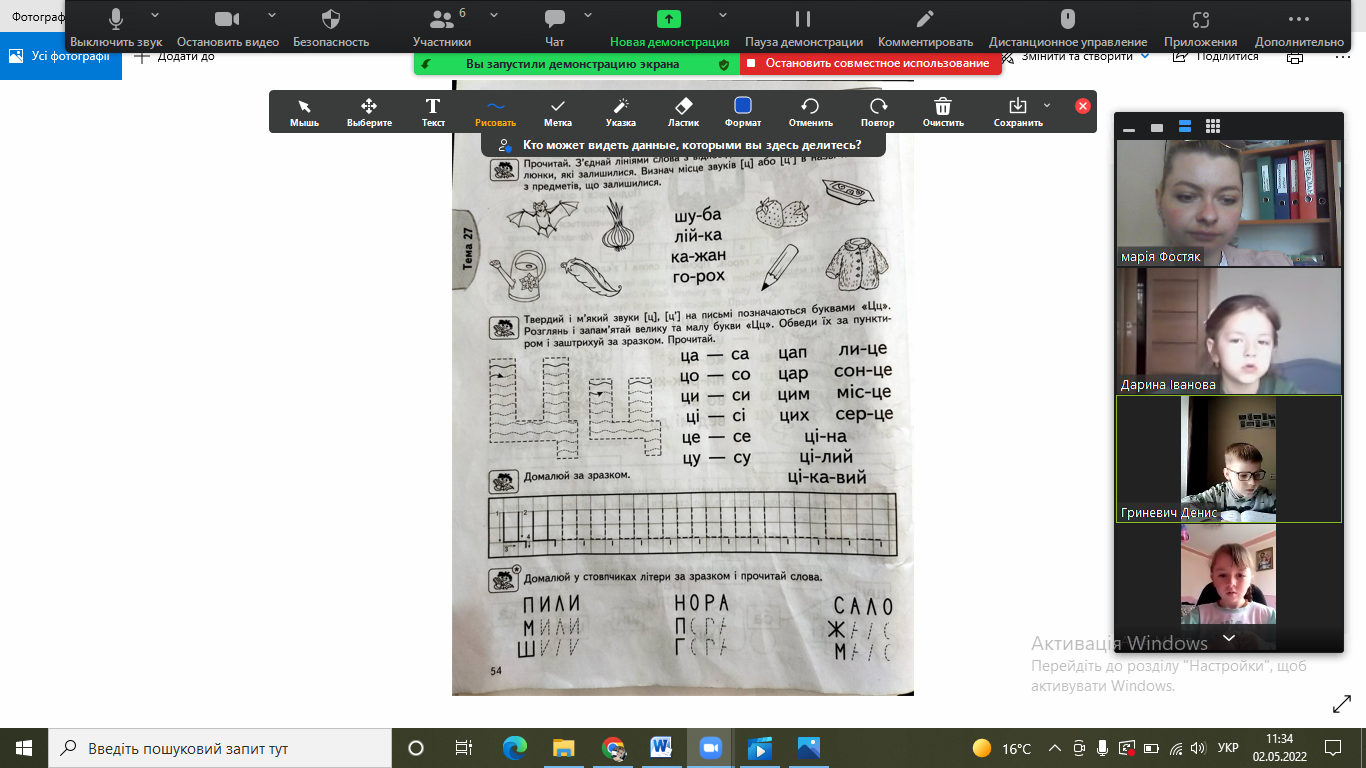 Фотограф
Выключить звук
Остановить видео
Безопасность
6
Участники
Чат
Новая демонстрация
Пауза демонстрации
Комментировать
Дистанционное управление
Приложения
Дополнительно
Усі фотографії
Додати до
Вы запустили демонстрацию экрана
Остановить совместное использование
Змінити та створити
Поділитися
Мышь
Выберите
Текст
Рисовать
Метка
Указка
Ластик
Формат
Отменить
Повтор
Очистить
Сохранить
Кто может видеть данные, которыми вы здесь делитесь?
Прочитай. З'єднай лініями слова з
люнки, які залишилися. Визнач місце звуків [ц] або [ц'] в
з предметів, що залишилися.
Тема 27
шу-ба
лій-ка
ка-жан
го-рох
Твердий і м'який звуки [ц], [ц'] на письмі позначаються буквами «Цц».
Розглянь і запам'ятай велику та малу букви «Цц». Обведи їх за пункти-
ром і заштрихуй за зразком. Прочитай.
Цц
ца — са цап ли-це
цо — со цар сон-це
ци — си цим міс-це
ці — сі цих сер-це
це — се ці-на
цу — су ці-лий
ці-ка-вий
Домалюй за зразком.
1 2
3 4
Домалюй у стовпчиках літери за зразком і прочитай слова.
ПИЛИ НОРА САЛО
М П Ж
Ш Г М
54
марія Фостяк
Дарина Іванова
Гриневич Денис
Активація Windows
Перейдіть до розділу "Настройки", щоб
активувати Windows.
Введіть пошуковий запит тут
16°C
УКР
11:34
02.05.2022